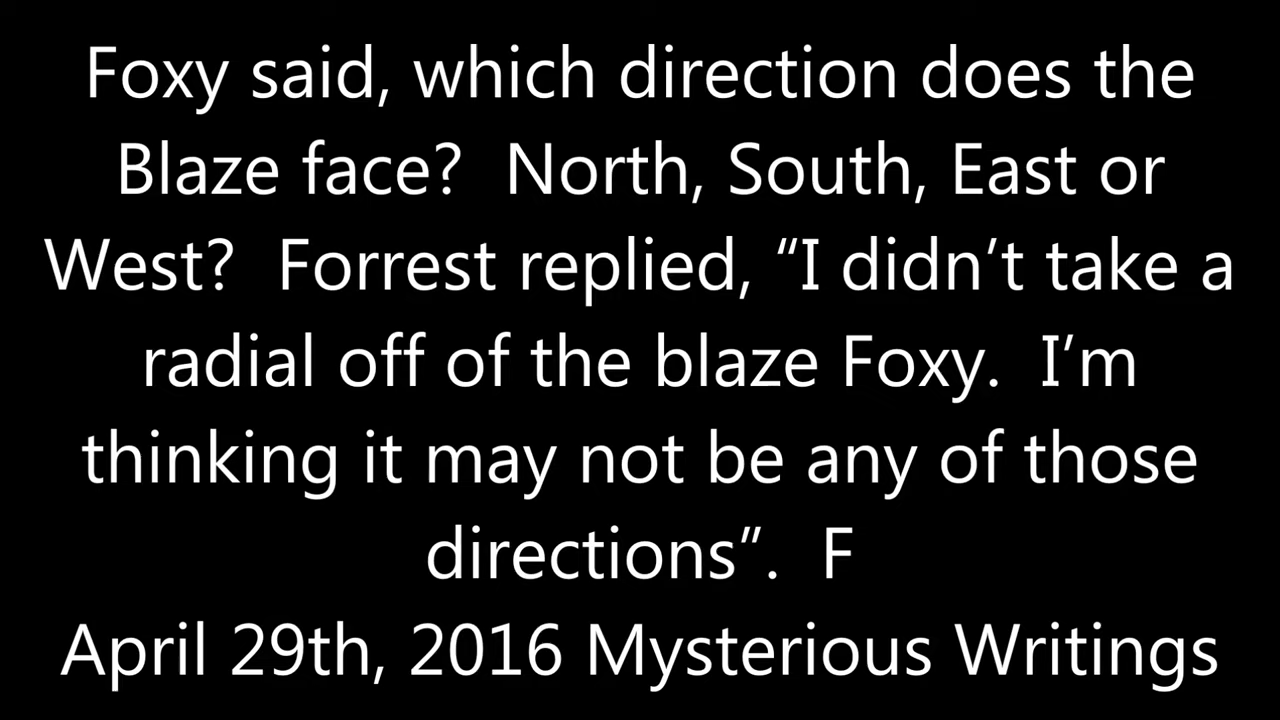 Foxy said, which direction does the
Blaze face?  North, South, East or
West?  Forrest replied, “I didn’t take a
radial off of the blaze Foxy.  I’m
thinking it may not be any of those
directions”.  F
April 29th, 2016 Mysterious Writings